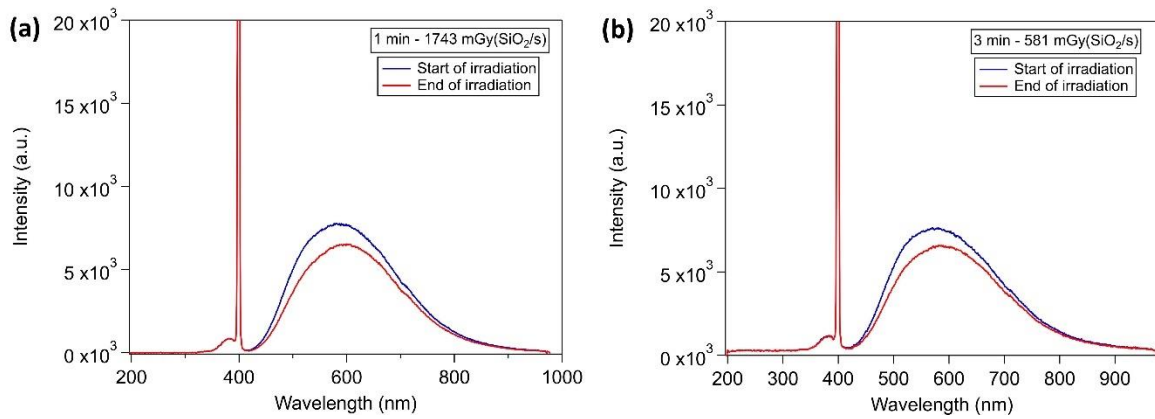 (a)
20 x10³
15 x10³
10 x10³
5 x10³
0 x10³
Intensity (a.u.)
1 min - 1743 mGy(SiO₂/s)
Start of irradiation
End of irradiation
200 400 600 800 1000
Wavelength (nm)
(b)
20 x10³
15 x10³
10 x10³
5 x10³
0 x10³
Intensity (a.u.)
3 min - 581 mGy(SiO₂/s)
Start of irradiation
End of irradiation
200 300 400 500 600 700 800 900
Wavelength (nm)